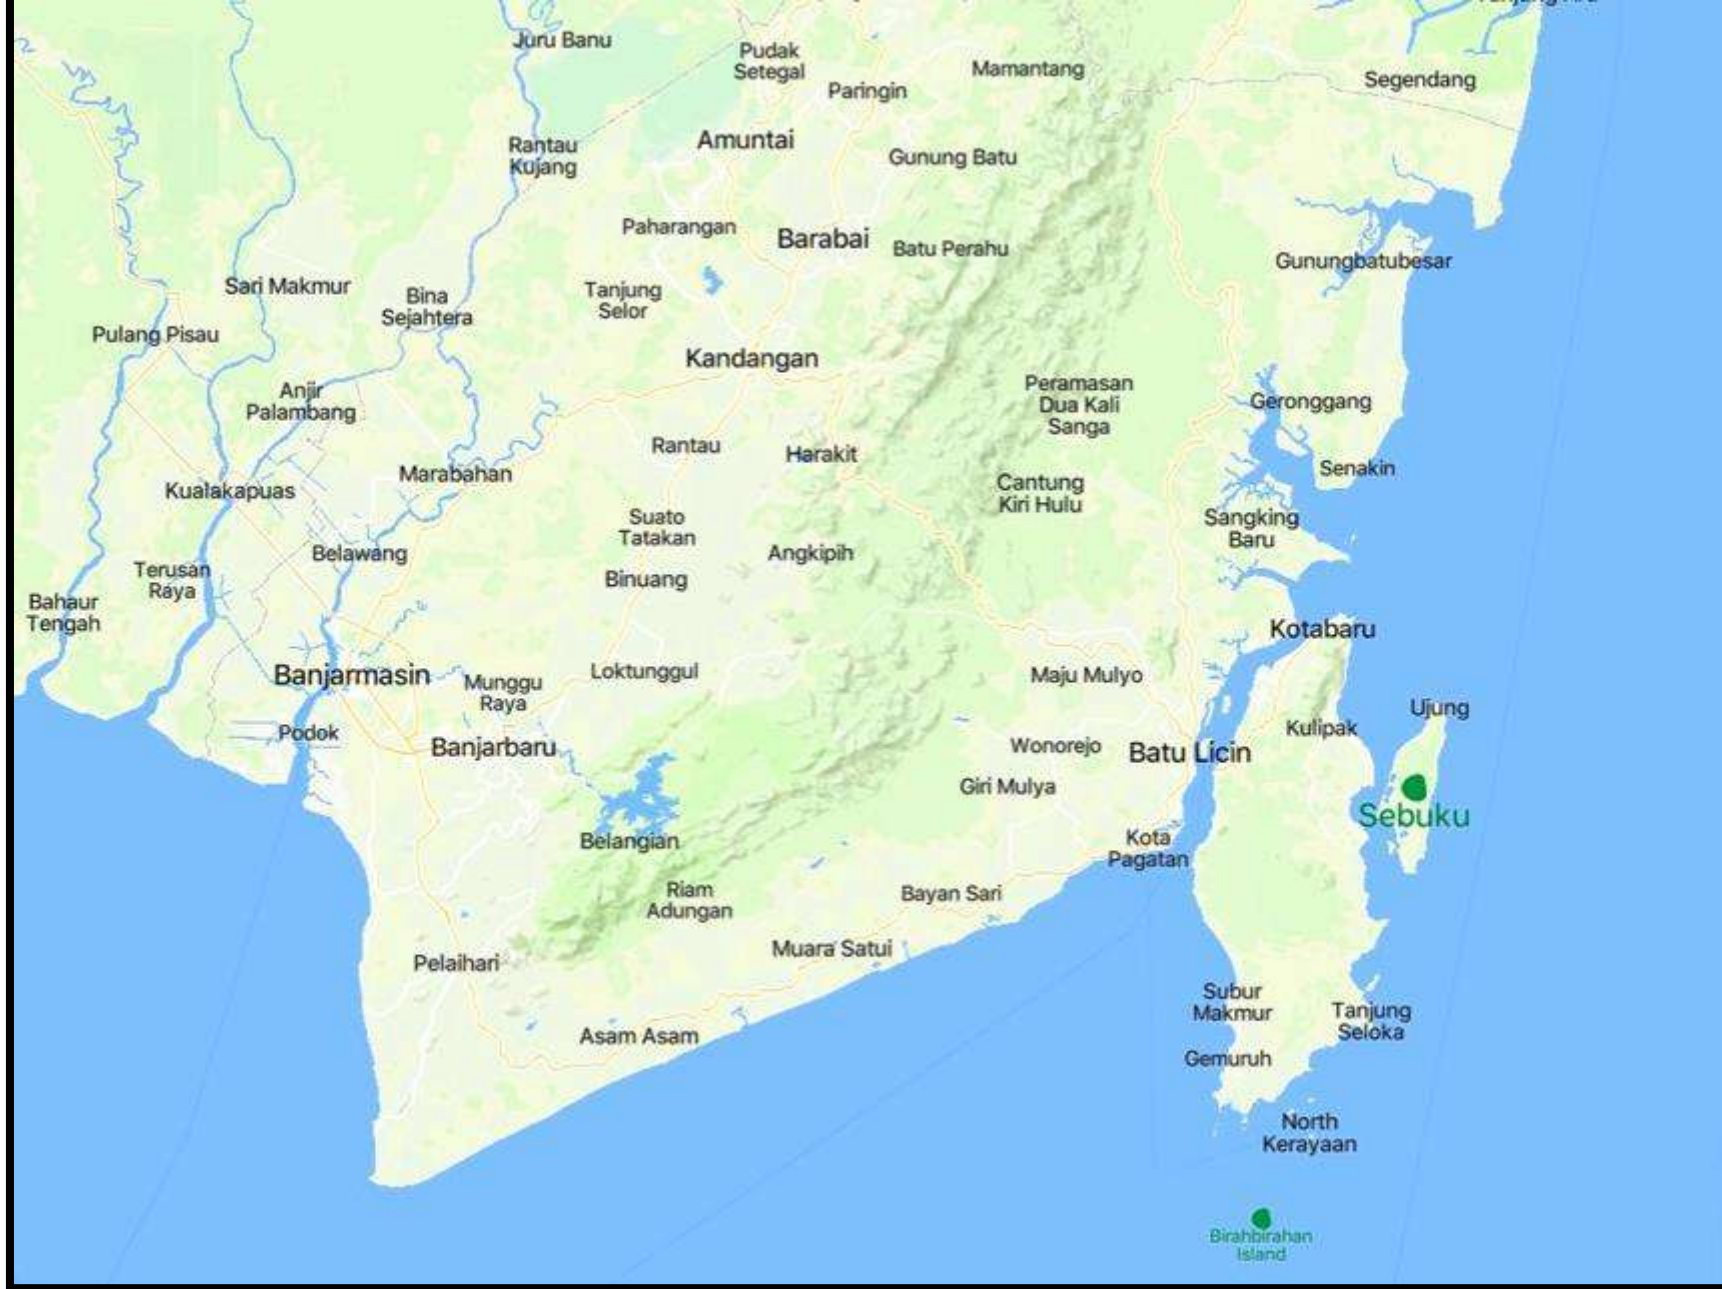 Juru Banu
Pudak
Setegal
Mamantang
Segendang
Paringin
Amuntai
Rantau
Kujang
Gunung Batu
Paharangan
Barabai
Batu Perahu
Gunungbatubesar
Sari Makmur
Bina
Sejahtera
Tanjung
Selor
Pulang Pisau
Kandangan
Anjir
Palambang
Peramasan
Dua Kali
Sanga
Geronggang
Rantau
Harakit
Senakin
Marabahan
Kualakapuas
Cantung
Kiri Hulu
Suato
Tatakan
Sangking
Baru
Belawang
Angkipih
Terusan
Raya
Binuang
Bahaur
Tengah
Kotabaru
Banjarmasin
Munggu
Raya
Loktunggul
Maju Mulyo
Ujung
Podok
Kulipak
Banjarbaru
Wonorejo
Batu Licin
Giri Mulya
Sebuku
Belangian
Kota
Pagatan
Riam
Adungan
Bayan Sari
Muara Satui
Pelaihari
Subur
Makmur
Tanjung
Seloka
Asam Asam
Gemuruh
North
Kerayaan
Birahbirahan
Island